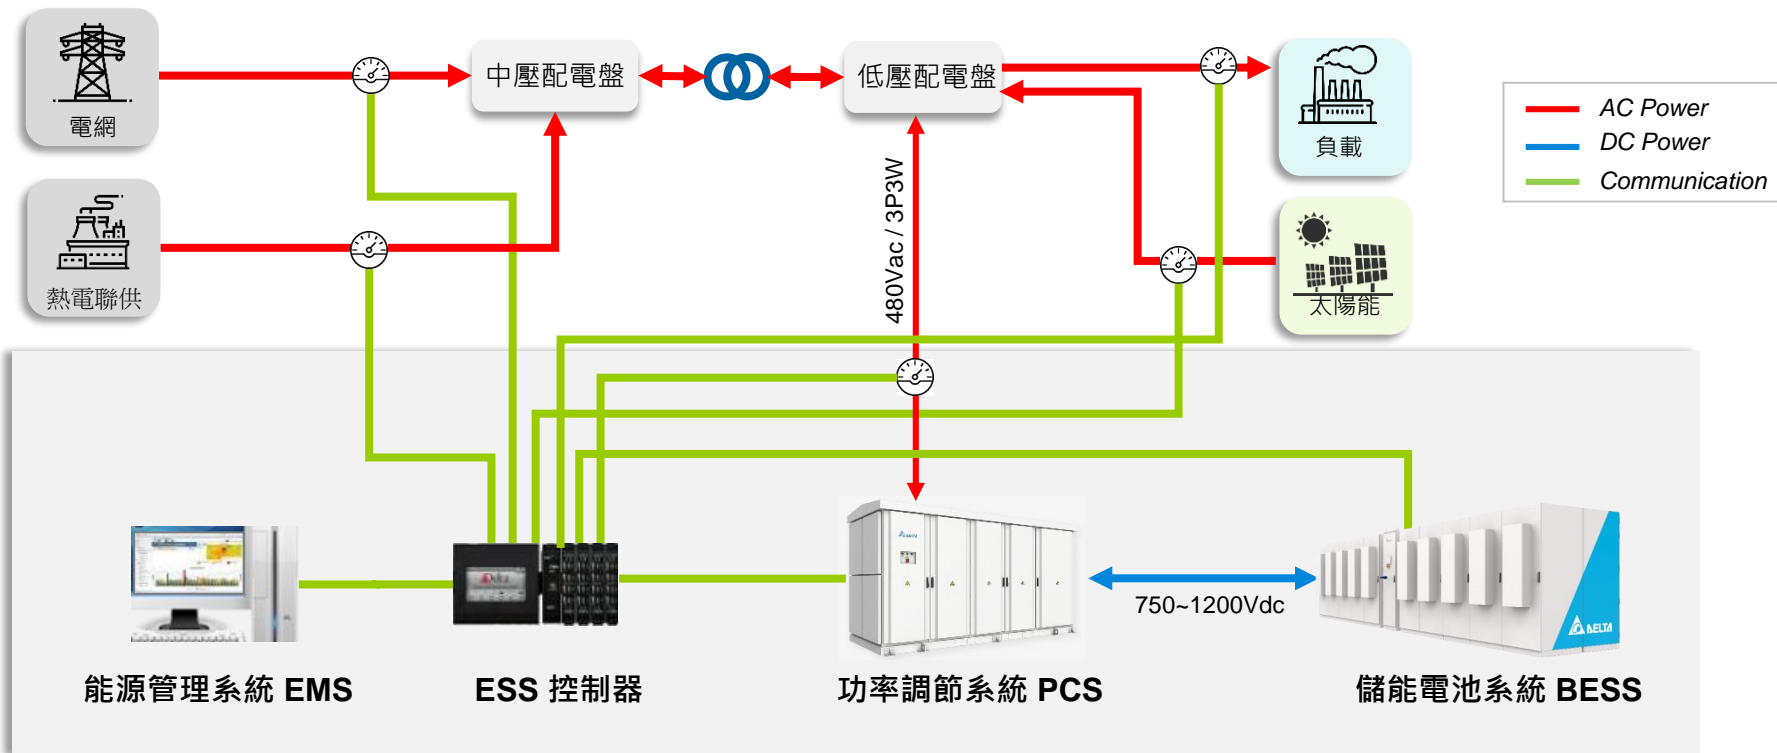 電網
中壓配電盤
低壓配電盤
負載
AC Power
DC Power
Communication
熱電聯供
480Vac / 3P3W
太陽能
750~1200Vdc
DELTA
能源管理系統 EMS
ESS 控制器
功率調節系統 PCS
儲能電池系統 BESS